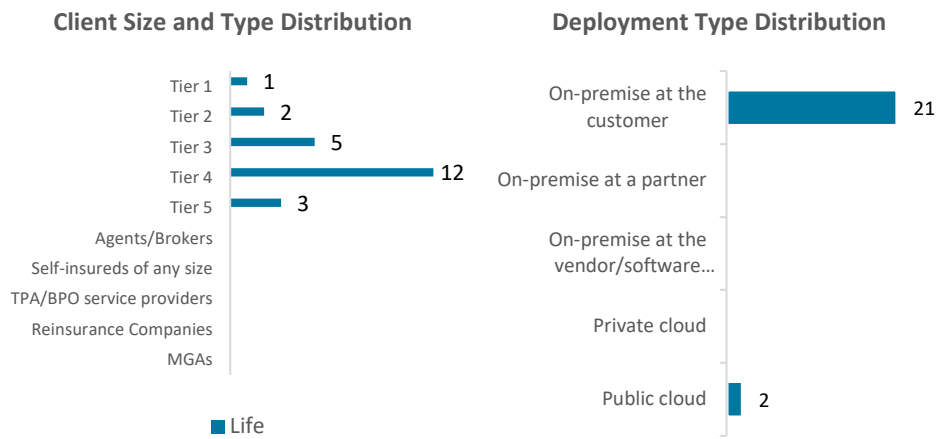 Client Size and Type Distribution
Tier 1
1
Tier 2
2
Tier 3
5
Tier 4
12
Tier 5
3
Agents/Brokers
Self-insureds of any size
TPA/BPO service providers
Reinsurance Companies
MGAs
Life
Deployment Type Distribution
On-premise at the
customer
21
On-premise at a partner
On-premise at the
vendor/software…
Private cloud
Public cloud
2